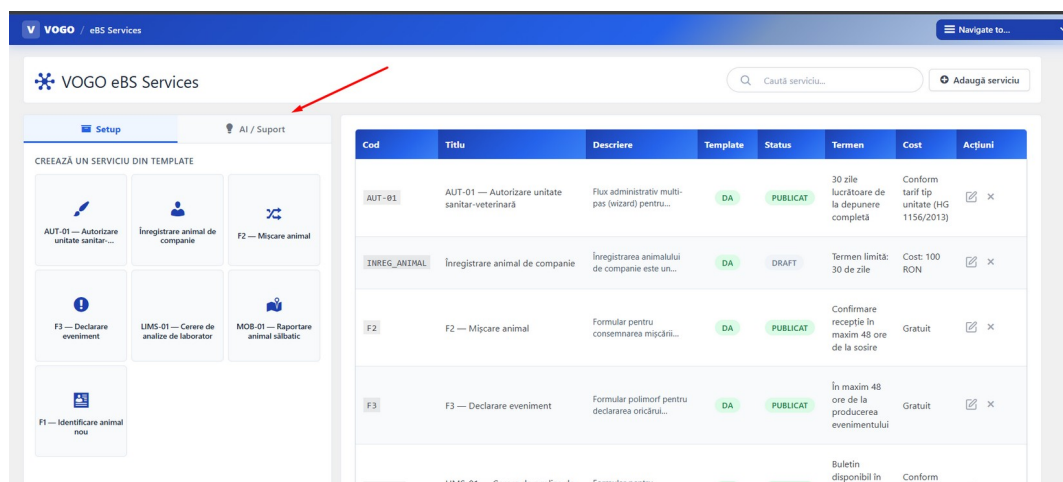 V VOGO / eBS Services
Navigate to...
VOGO eBS Services
Caută serviciu...
Adaugă serviciu
Setup
AI / Suport
CREEAZĂ UN SERVICIU DIN TEMPLATE
AUT-01 — Autorizare
unitate sanitar-...
Înregistrare animal de
companie
F2 — Mișcare animal
F3 — Declarare
eveniment
LIMS-01 — Cerere de
analize de laborator
MOB-01 — Raportare
animal sălbatic
F1 — Identificare animal
nou
Cod Titlu Descriere Template Status Termen Cost Acțiuni
AUT-01
AUT-01 — Autorizare unitate
sanitar-veterinară
Flux administrativ multi-
pas (wizard) pentru...
DA
PUBLICAT
30 zile
lucrătoare de
la depunere
completă
Conform
tarif tip
unitate (HG
1156/2013)
INREG_ANIMAL
Înregistrare animal de companie
Înregistrarea animalului
de companie este un...
DA
DRAFT
Termen limită:
30 de zile
Cost: 100
RON
F2
F2 — Mișcare animal
Formular pentru
consemnarea mișcării...
DA
PUBLICAT
Confirmare
recepție în
maxim 48 ore
de la sosire
Gratuit
F3
F3 — Declarare eveniment
Formular polimorf pentru
declararea oricărui...
DA
PUBLICAT
În maxim 48
ore de la
producerea
evenimentului
Gratuit
Buletin
disponibil în
Conform